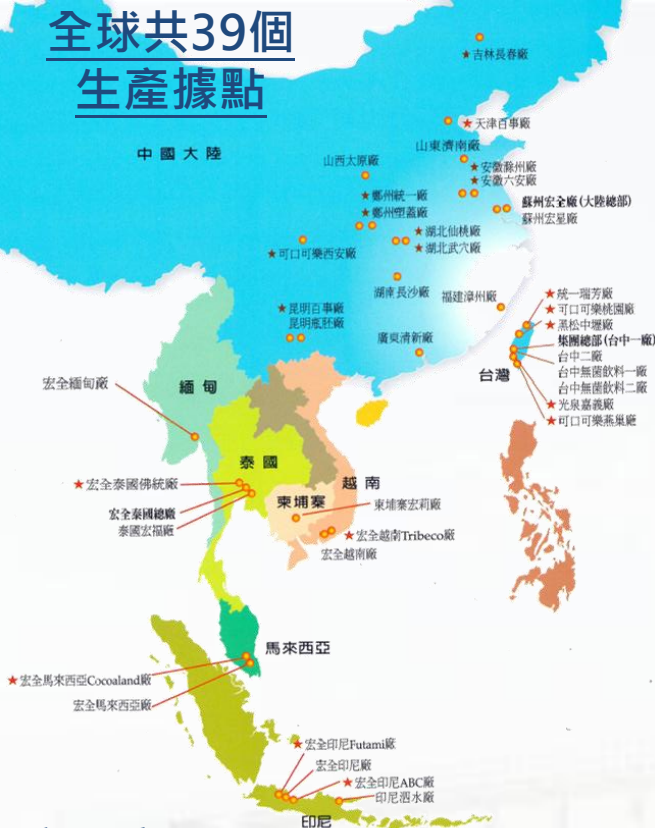 全球共39個
生產據點
★吉林長春廠
★天津百事廠
中國大陸
山東濟南廠
山西太原廠
★安徽滁州廠
★安徽六安廠
★鄭州統一廠
★鄭州塑蓋廠
蘇州宏全廠(大陸總部)
蘇州宏星廠
★湖北仙桃廠
★湖北武穴廠
★可口可樂西安廠
湖南長沙廠
福建漳州廠
★昆明百事廠
昆明瓶胚廠
廣東清新廠
★統一瑞芳廠
★可口可樂桃園廠
★黑松中壢廠
集團總部(台中一廠)
台中二廠
台中無菌飲料一廠
台中無菌飲料二廠
★光泉嘉義廠
★可口可樂燕巢廠
台灣
宏全緬甸廠
緬甸
泰國
★宏全泰國佛統廠
宏全泰國總廠
泰國宏福廠
越南
柬埔寨
柬埔寨宏莉廠
★宏全越南Tribeco廠
宏全越南廠
馬來西亞
★宏全馬來西亞Cocoaland廠
宏全馬來西亞廠
★宏全印尼Futami廠
宏全印尼廠
★宏全印尼ABC廠
印尼泗水廠
印尼